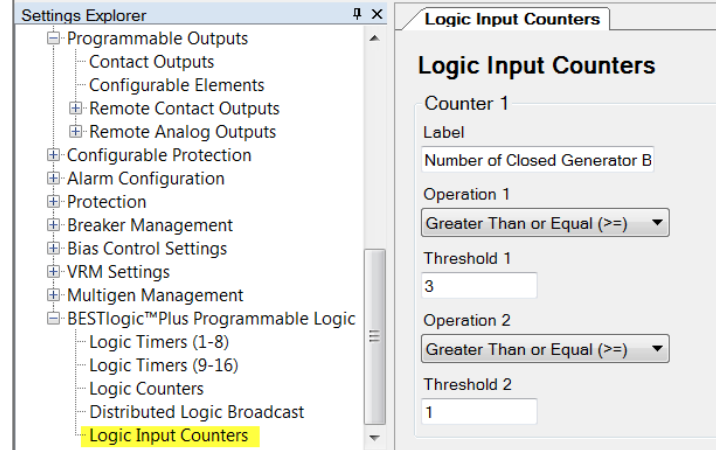 Settings Explorer
Programmable Outputs
Contact Outputs
Configurable Elements
Remote Contact Outputs
Remote Analog Outputs
Configurable Protection
Alarm Configuration
Protection
Breaker Management
Bias Control Settings
VRM Settings
Multigen Management
BESTlogic™Plus Programmable Logic
Logic Timers (1-8)
Logic Timers (9-16)
Logic Counters
Distributed Logic Broadcast
Logic Input Counters
Logic Input Counters
Logic Input Counters
Counter 1
Label
Number of Closed Generator B
Operation 1
Greater Than or Equal (>=)
Threshold 1
3
Operation 2
Greater Than or Equal (>=)
Threshold 2
1